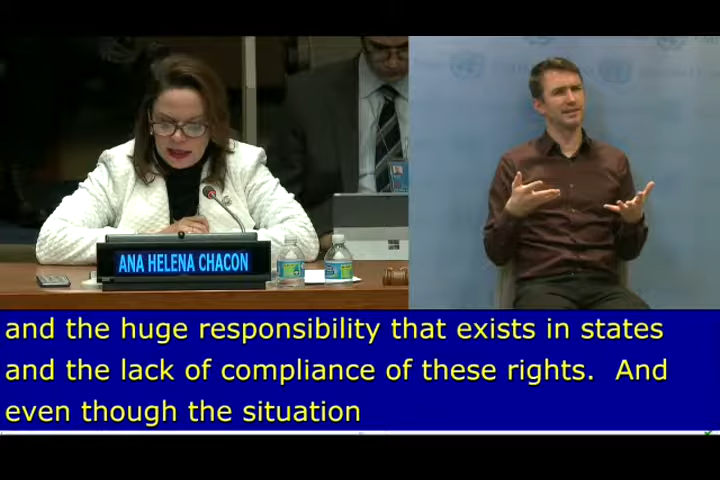 ANA HELENA CHACON
and the huge responsibility that exists in states
and the lack of compliance of these rights.  And
even though the situation